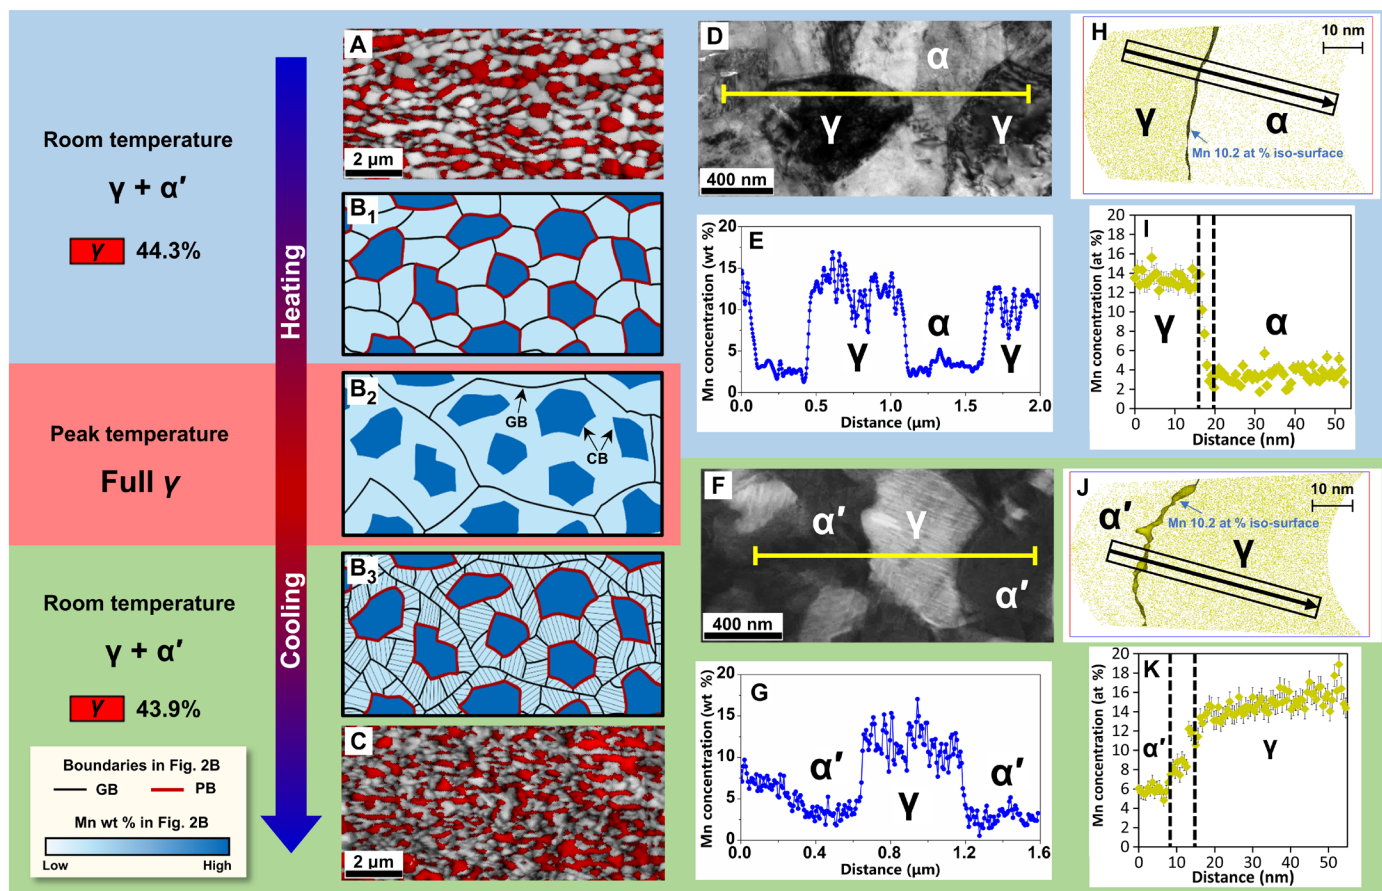 Room temperature
γ + α′
γ 44.3%
Peak temperature
Full γ
Room temperature
γ + α′
γ 43.9%
Boundaries in Fig. 2B
GB PB
Mn wt % in Fig. 2B
Low High
Heating
Cooling
A
2 μm
B1
B2
GB
CB
B3
C
2 μm
D
α
γ
γ
400 nm
E
Mn concentration (wt %)
20
15
10
5
0
γ
α
γ
0.0 0.5 1.0 1.5 2.0
Distance (μm)
H
10 nm
γ
α
Mn 10.2 at % iso-surface
I
Mn concentration (at %)
20
18
16
14
12
10
8
6
4
2
0
γ
α
0 10 20 30 40 50
Distance (nm)
F
α′
γ
α′
400 nm
G
Mn concentration (wt %)
20
15
10
5
0
α′
γ
α′
0.0 0.4 0.8 1.2 1.6
Distance (μm)
J
10 nm
α′
Mn 10.2 at % iso-surface
γ
K
Mn concentration (at %)
20
18
16
14
12
10
8
6
4
2
0
α′
γ
0 10 20 30 40 50
Distance (nm)